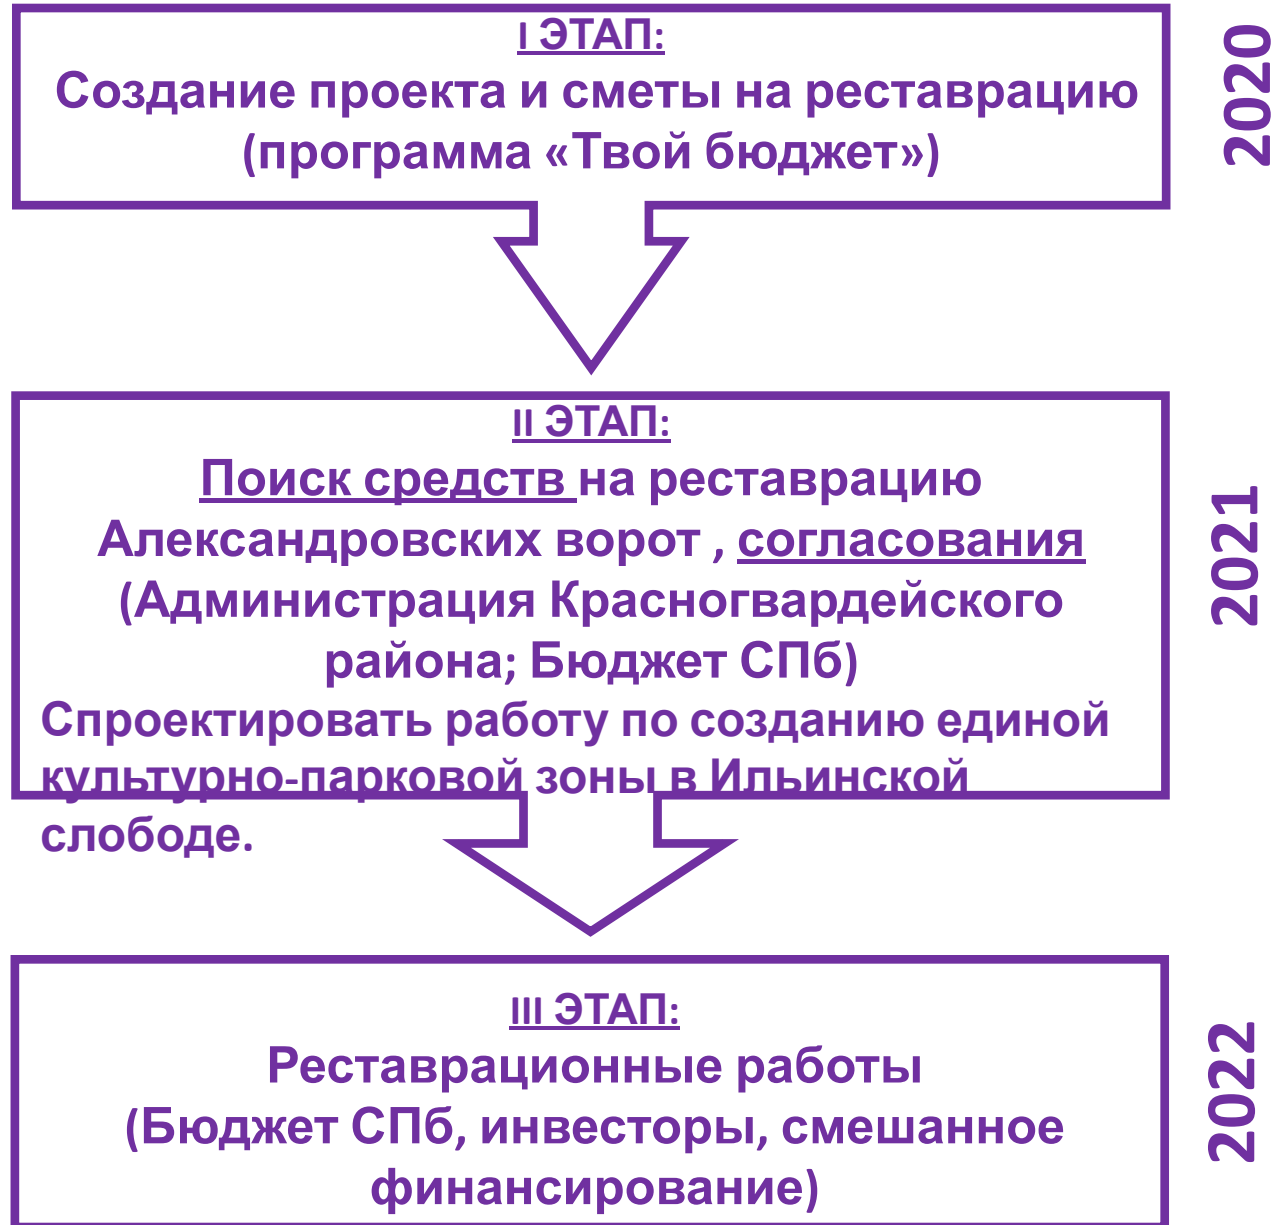 I ЭТАП:
Создание проекта и сметы на реставрацию
(программа «Твой бюджет»)
2020
II ЭТАП:
Поиск средств на реставрацию
Александровских ворот , согласования
(Администрация Красногвардейского
района; Бюджет СПб)
Спроектировать работу по созданию единой
культурно-парковой зоны в Ильинской
слободе.
2021
III ЭТАП:
Реставрационные работы
(Бюджет СПб, инвесторы, смешанное
финансирование)
2022